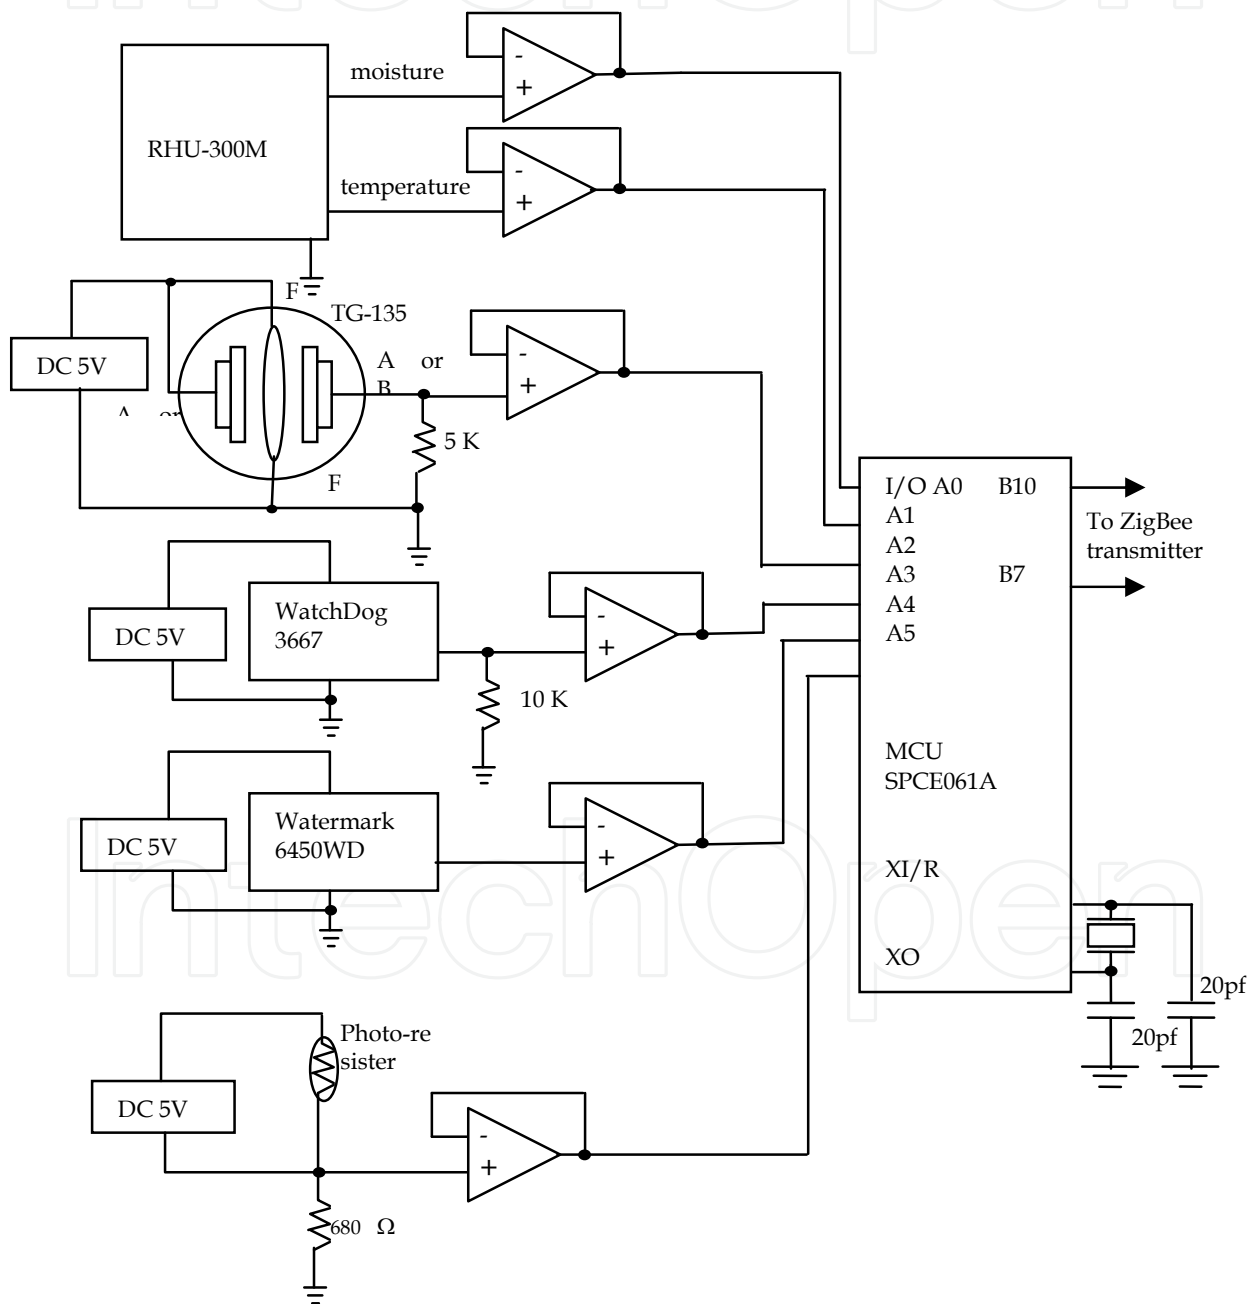 moisture
RHU-300M
temperature
F
TG-135
DC 5V
A or
B
A or
5 K
F
I/O A0 B10
A1
To ZigBee
transmitter
A2
A3 B7
A4
A5
WatchDog
3667
DC 5V
10 K
MCU
SPCE061A
Watermark
6450WD
DC 5V
XI/R
XO
20pf
20pf
Photo-re
sister
DC 5V
680 Ω
- +
- +
- +
- +
- +
- +
IntechOpen
IntechOpen